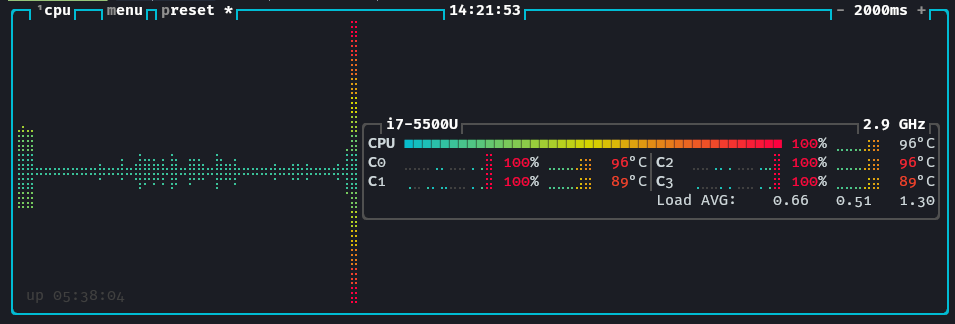 ¹cpu menu preset * 14:21:53 - 2000ms +
i7-5500U 2.9 GHz
CPU 100% 96°C
C0 100% 96°C C2 100% 96°C
C1 100% 89°C C3 100% 89°C
Load AVG: 0.66 0.51 1.30
up 05:38:04